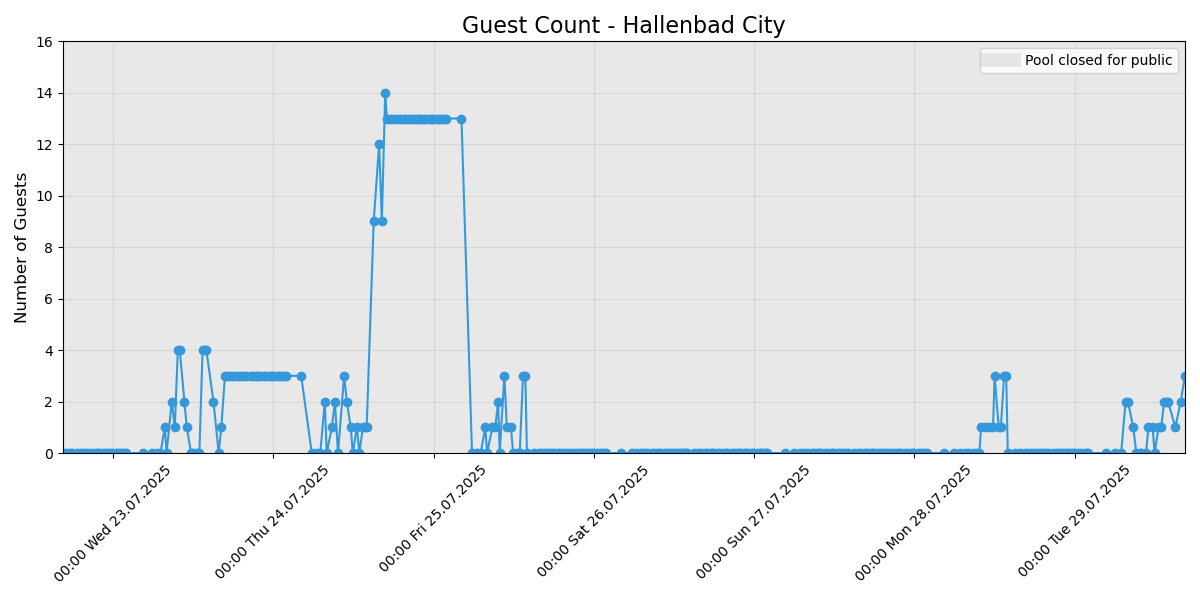 Guest Count - Hallenbad City
Pool closed for public
Number of Guests
16
14
12
10
8
6
4
2
0
00:00 Wed 23.07.2025
00:00 Thu 24.07.2025
00:00 Fri 25.07.2025
00:00 Sat 26.07.2025
00:00 Sun 27.07.2025
00:00 Mon 28.07.2025
00:00 Tue 29.07.2025